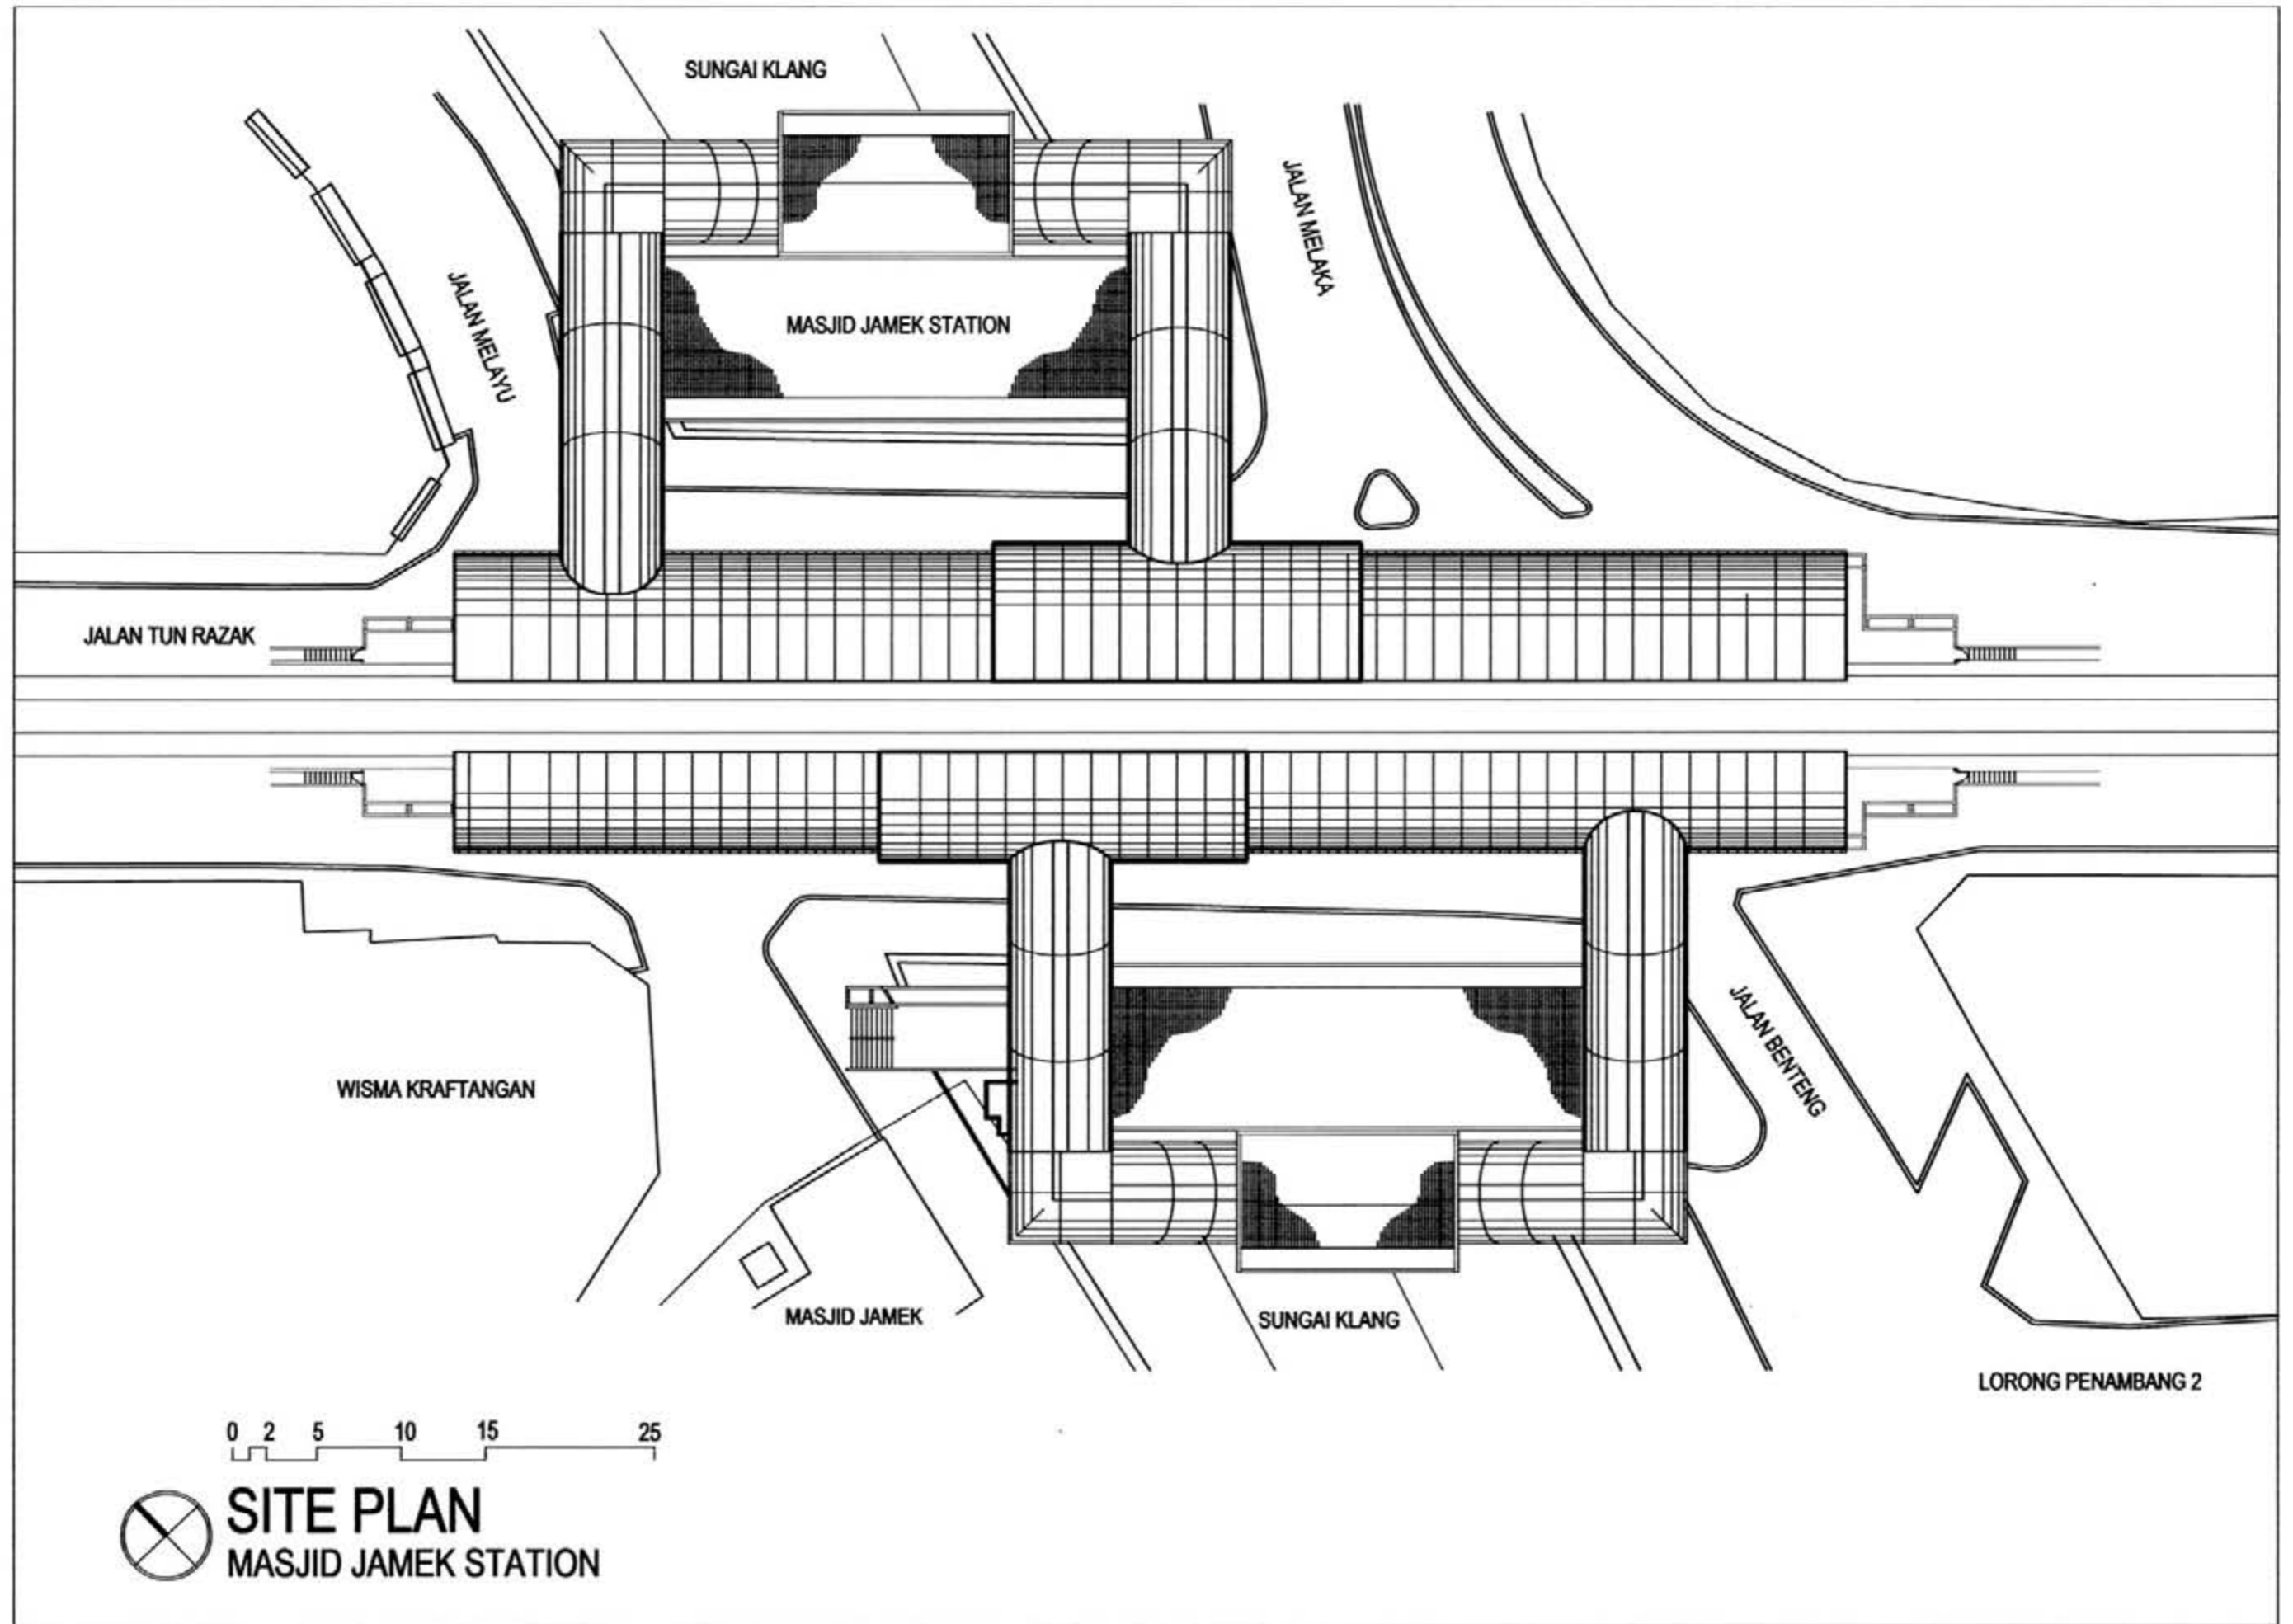 SUNGAI KLANG
JALAN MELAKA
JALAN MELAYU
MASJID JAMEK STATION
JALAN TUN RAZAK
JALAN BENTENG
WISMA KRAFTANGAN
MASJID JAMEK
SUNGAI KLANG
LORONG PENAMBANG 2
0 2 5 10 15 25
SITE PLAN
MASJID JAMEK STATION